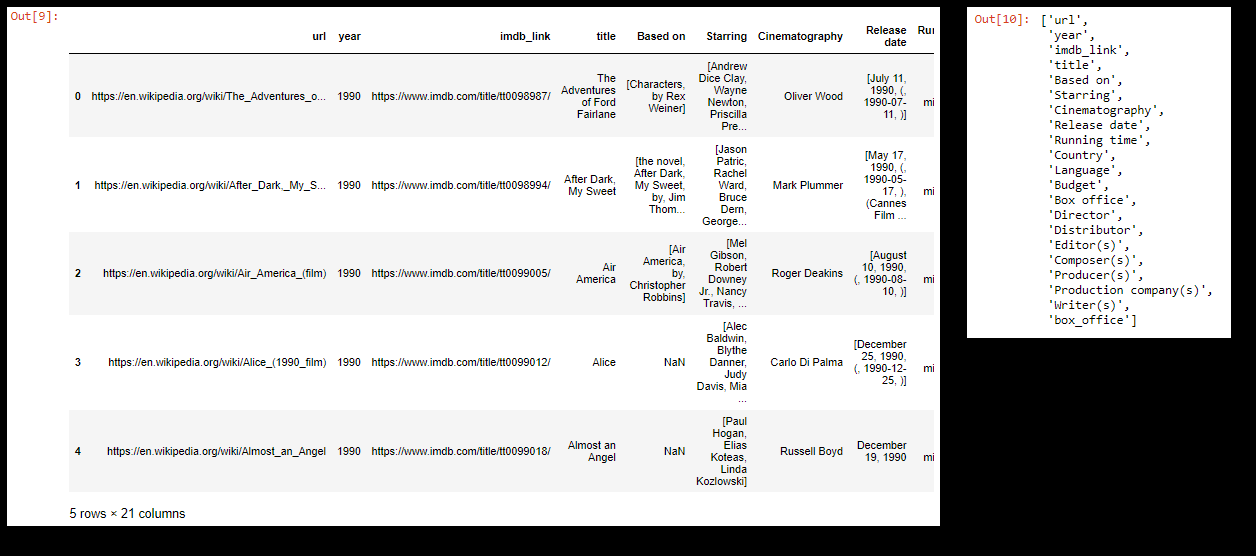 Out[9]:
url year imdb_link title Based on Starring Cinematography Release date Run
0 https://en.wikipedia.org/wiki/The_Adventures_o... 1990 https://www.imdb.com/title/tt0098987/ The Adventures of Ford Fairlane [Characters, by Rex Weiner] [Andrew Dice Clay, Wayne Newton, Priscilla Pre... Oliver Wood [July 11, 1990, (, 1990-07-11, )] mi
1 https://en.wikipedia.org/wiki/After_Dark,_My_S... 1990 https://www.imdb.com/title/tt0098994/ After Dark, My Sweet [the novel, After Dark, My Sweet, by, Jim Thom... [Jason Patric, Rachel Ward, Bruce Dern, George... Mark Plummer [May 17, 1990, (, 1990-05-17, ), (Cannes Film ... mi
2 https://en.wikipedia.org/wiki/Air_America_(film) 1990 https://www.imdb.com/title/tt0099005/ Air America [Air America, by, Christopher Robbins] [Mel Gibson, Robert Downey Jr., Nancy Travis, ... Roger Deakins [August 10, 1990, (, 1990-08-10, )] mi
3 https://en.wikipedia.org/wiki/Alice_(1990_film) 1990 https://www.imdb.com/title/tt0099012/ Alice NaN [Alec Baldwin, Blythe Danner, Judy Davis, Mia ... Carlo Di Palma [December 25, 1990, (, 1990-12-25, )] mi
4 https://en.wikipedia.org/wiki/Almost_an_Angel 1990 https://www.imdb.com/title/tt0099018/ Almost an Angel NaN [Paul Hogan, Elias Koteas, Linda Kozlowski] Russell Boyd December 19, 1990 mi
5 rows × 21 columns
Out[10]: ['url',
'year',
'imdb_link',
'title',
'Based on',
'Starring',
'Cinematography',
'Release date',
'Running time',
'Country',
'Language',
'Budget',
'Box office',
'Director',
'Distributor',
'Editor(s)',
'Composer(s)',
'Producer(s)',
'Production company(s)',
'Writer(s)',
'box_office']